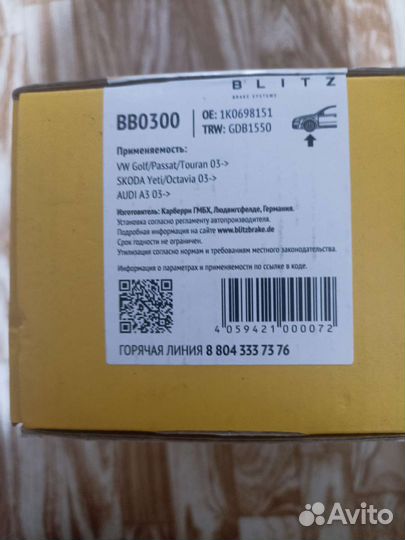 BLITZ
BRAKE SYSTEMS
BB0300
OE: 1K0698151
TRW: GDB1550
Применяемость:
VW Golf/Passat/Touran 03->
SKODA Yeti/Octavia 03->
AUDI A3 03->
Изготовитель: Карберри ГМБХ, Людвигсфелде, Германия.
Установка согласно регламенту автопроизводителя.
Подробная информация на сайте www.blitzbrake.de
Срок годности не ограничен.
Утилизация согласно нормам и требованиям местного законодательства.
Информация о параметрах и применяемости по ссылке в коде.
4 059421 000072
ГОРЯЧАЯ ЛИНИЯ 8 804 333 73 76
Avito